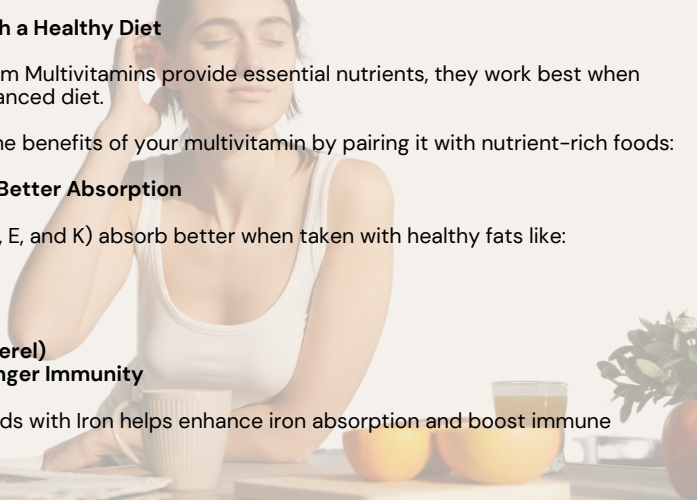 h a Healthy Diet
m Multivitamins provide essential nutrients, they work best when
anced diet.
he benefits of your multivitamin by pairing it with nutrient-rich foods:
Better Absorption
, E, and K) absorb better when taken with healthy fats like:
erel)
nger Immunity
ds with Iron helps enhance iron absorption and boost immune